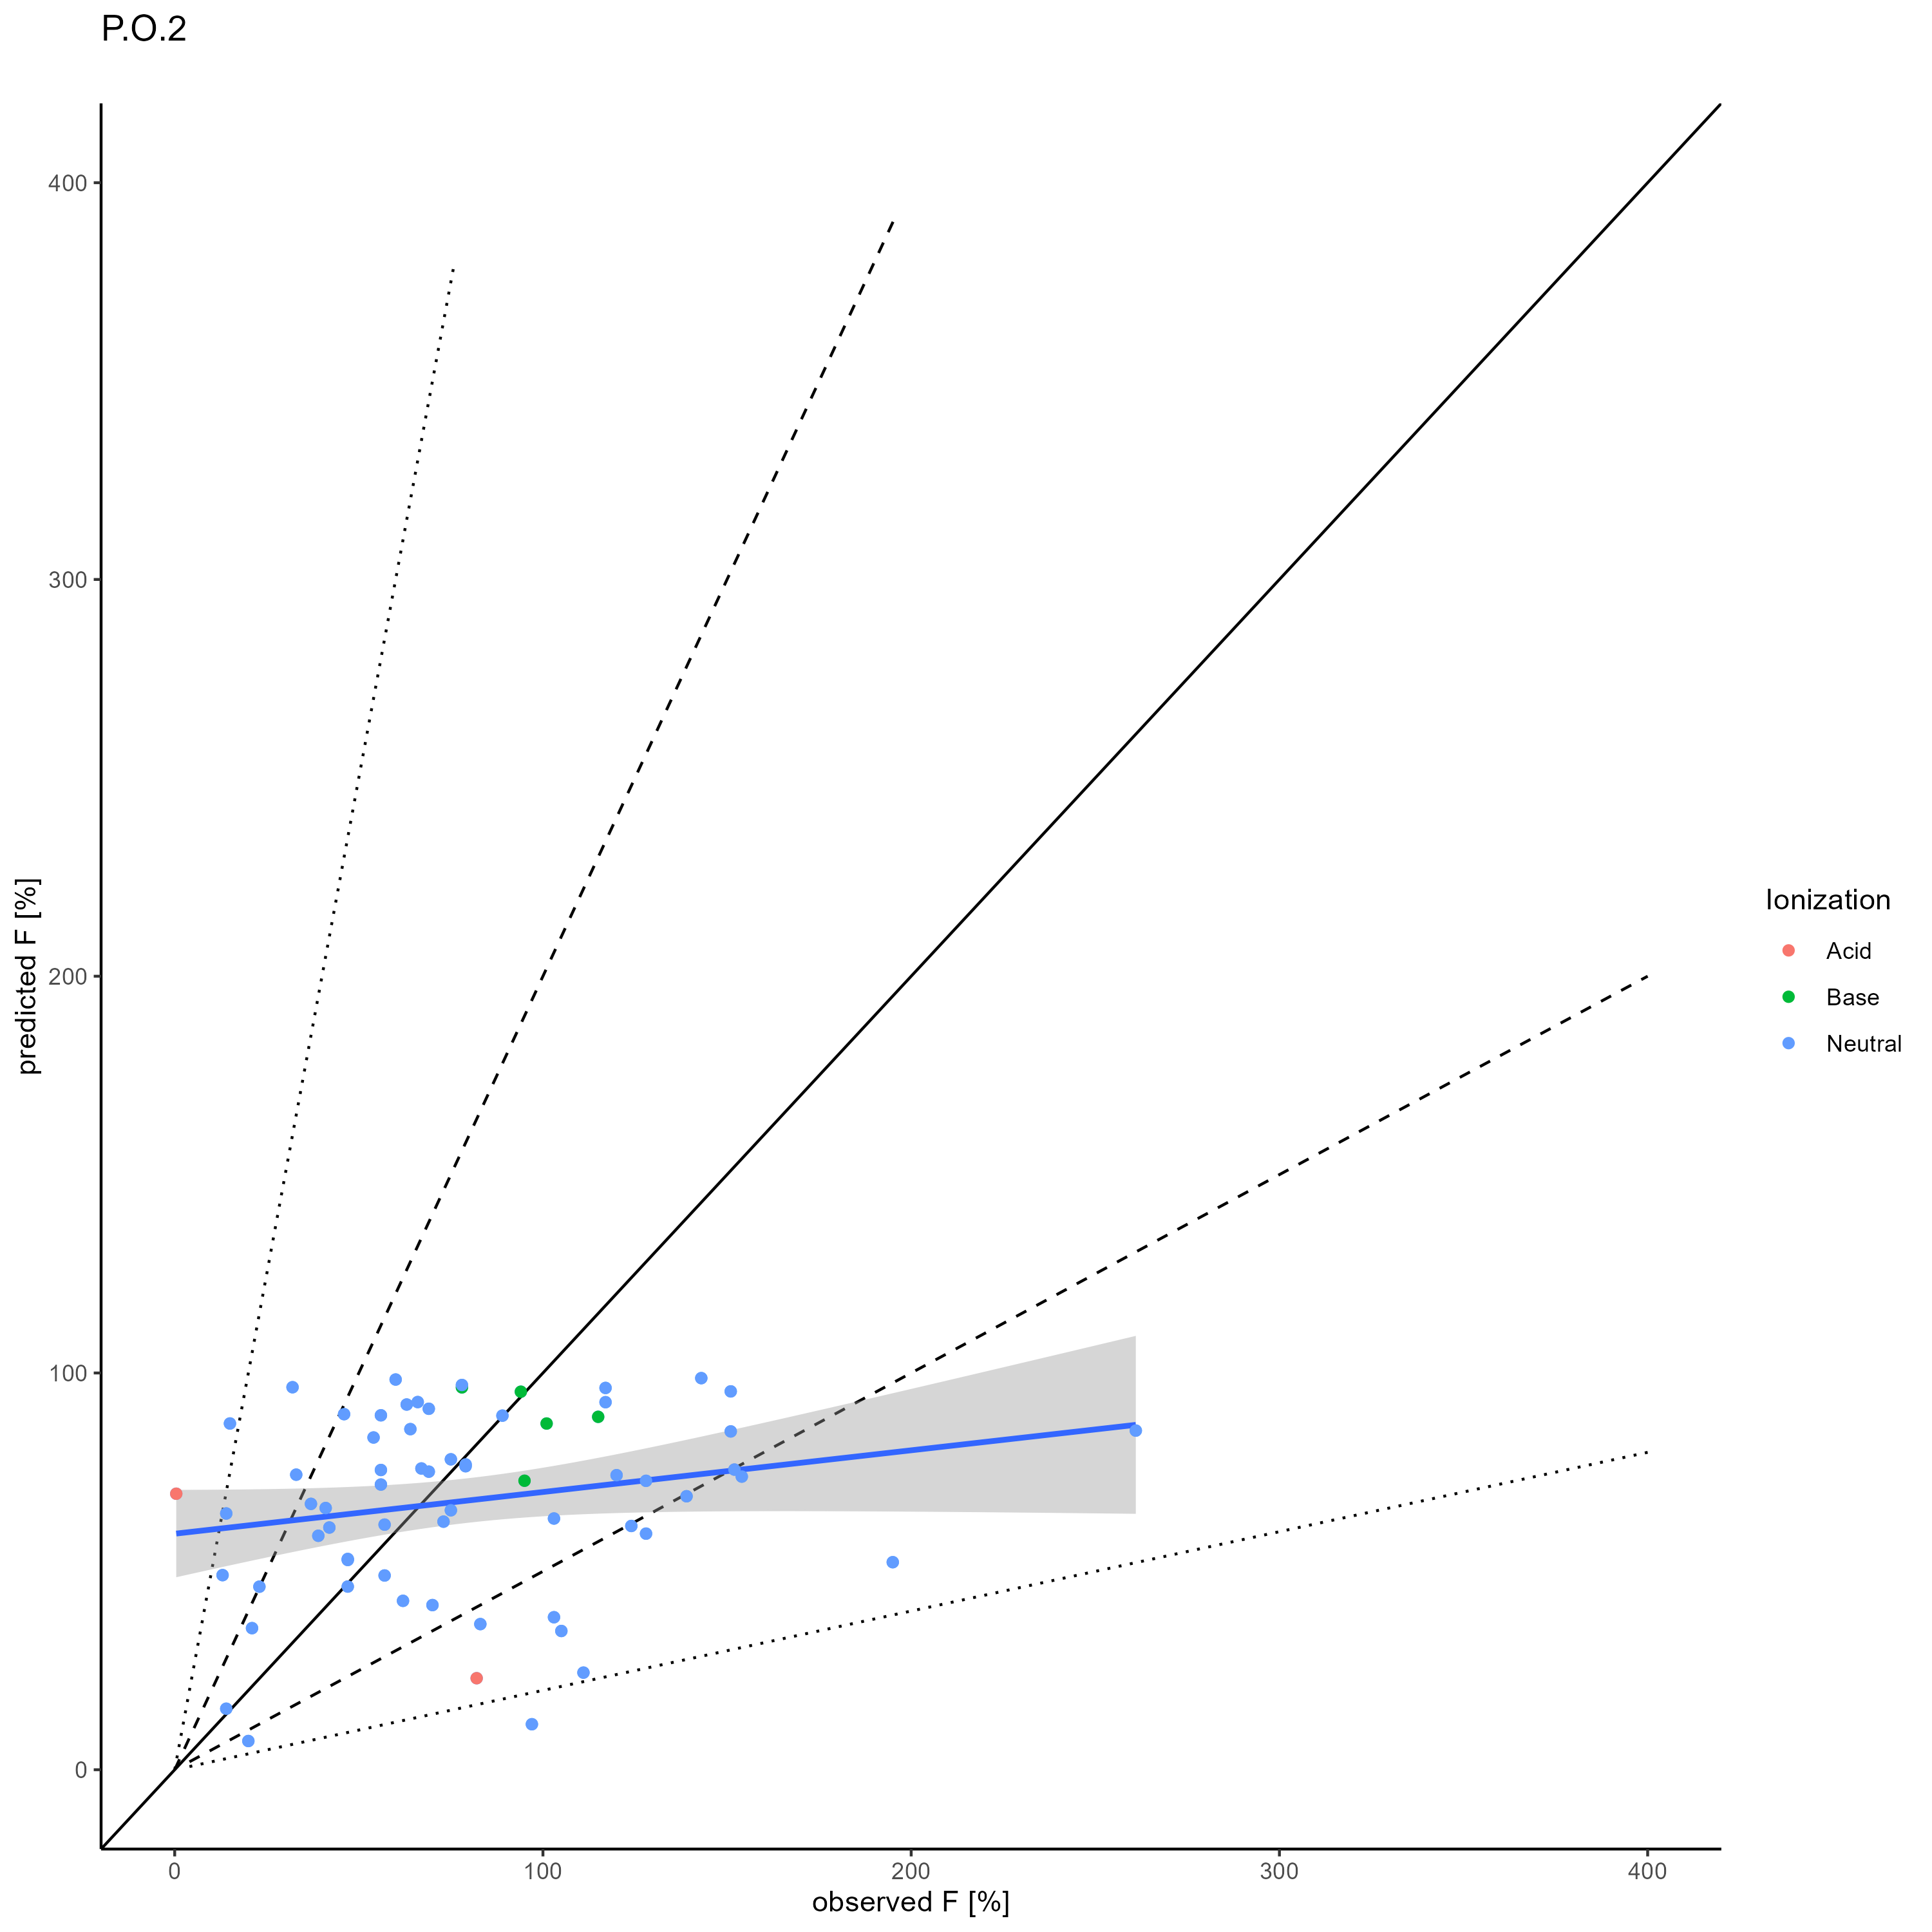 P.O.2
400
300
200
100
0
predicted F [%]
0
100
200
300
400
observed F [%]
Ionization
Acid
Base
Neutral